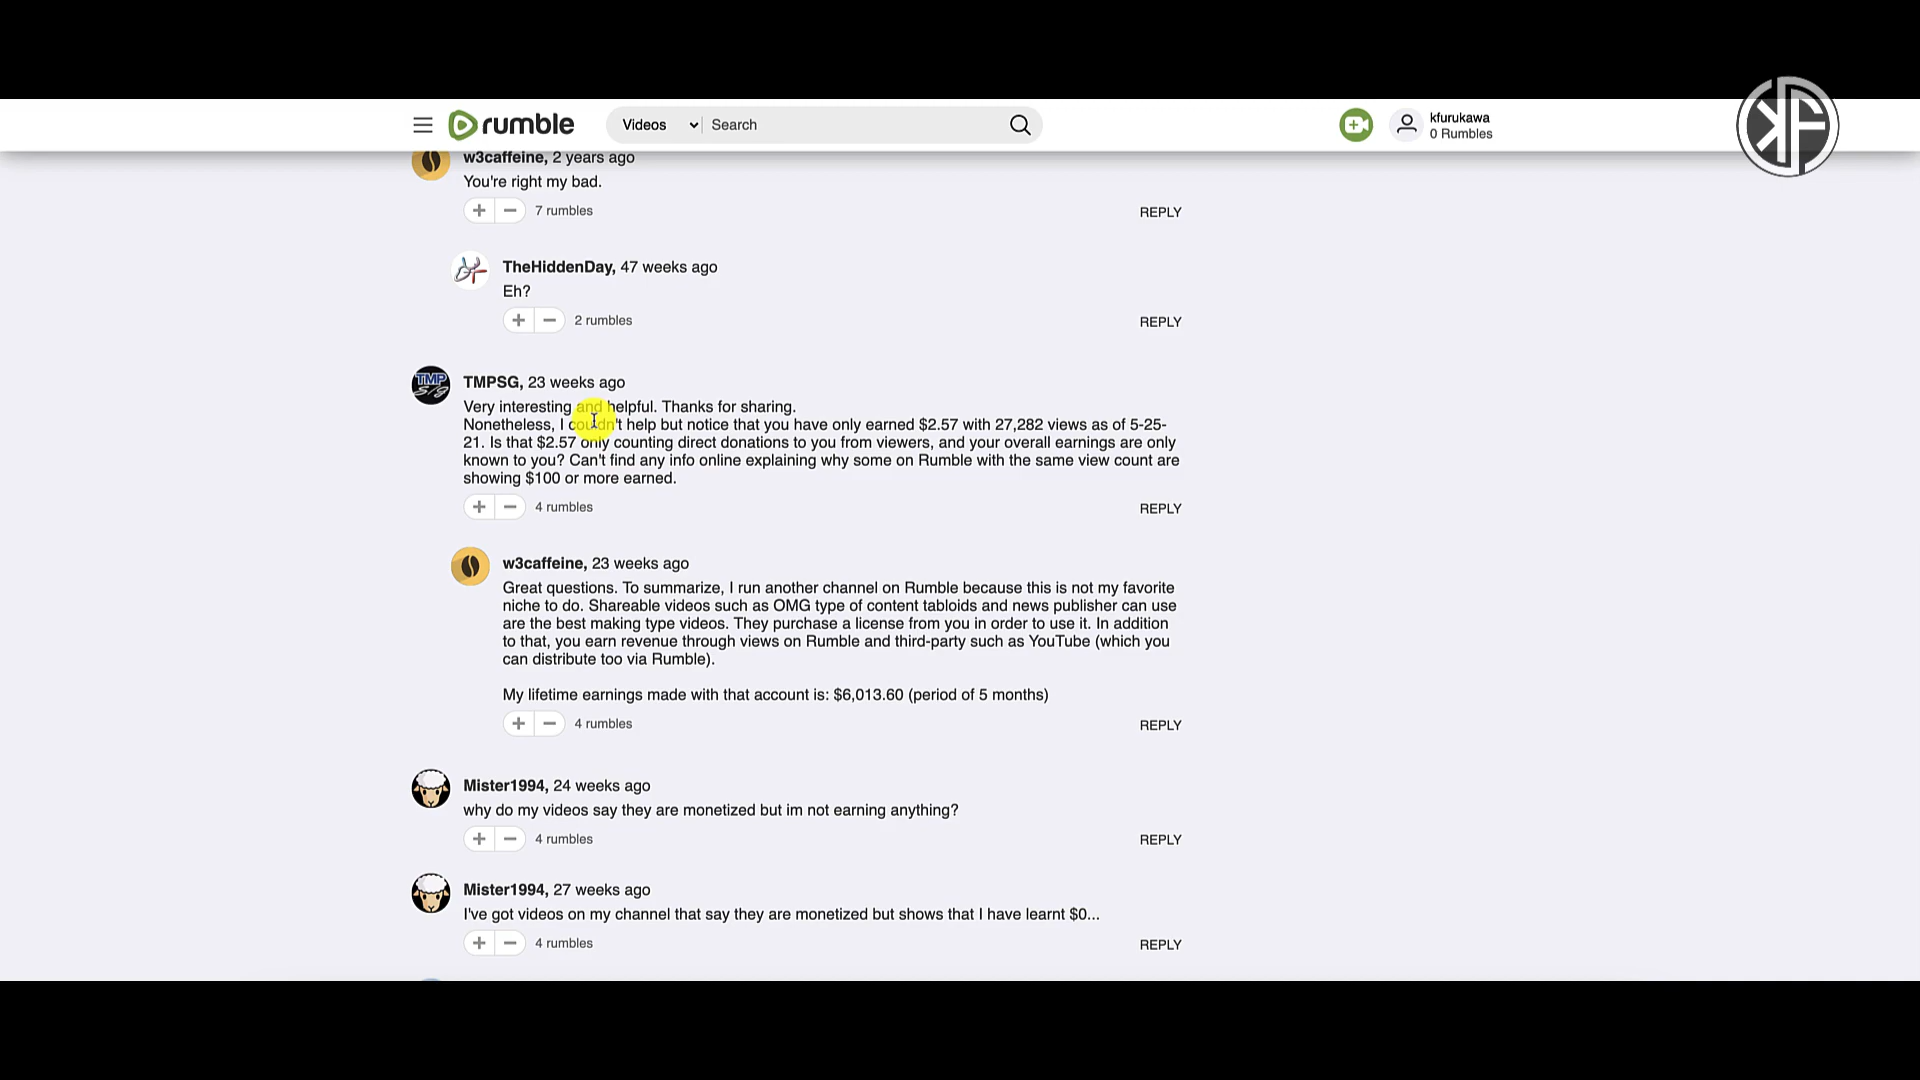 rumble
Videos
Search
kfurukawa
0 Rumbles
KF
w3caffeine, 2 years ago
You're right my bad.
7 rumbles
REPLY
TheHiddenDay, 47 weeks ago
Eh?
2 rumbles
REPLY
TMP
S/G
TMPSG, 23 weeks ago
Very interesting and helpful. Thanks for sharing.
Nonetheless, I couldn't help but notice that you have only earned $2.57 with 27,282 views as of 5-25-
21. Is that $2.57 only counting direct donations to you from viewers, and your overall earnings are only
known to you? Can't find any info online explaining why some on Rumble with the same view count are
showing $100 or more earned.
4 rumbles
REPLY
w3caffeine, 23 weeks ago
Great questions. To summarize, I run another channel on Rumble because this is not my favorite
niche to do. Shareable videos such as OMG type of content tabloids and news publisher can use
are the best making type videos. They purchase a license from you in order to use it. In addition
to that, you earn revenue through views on Rumble and third-party such as YouTube (which you
can distribute too via Rumble).
My lifetime earnings made with that account is: $6,013.60 (period of 5 months)
4 rumbles
REPLY
Mister1994, 24 weeks ago
why do my videos say they are monetized but im not earning anything?
4 rumbles
REPLY
Mister1994, 27 weeks ago
I've got videos on my channel that say they are monetized but shows that I have learnt $0...
4 rumbles
REPLY